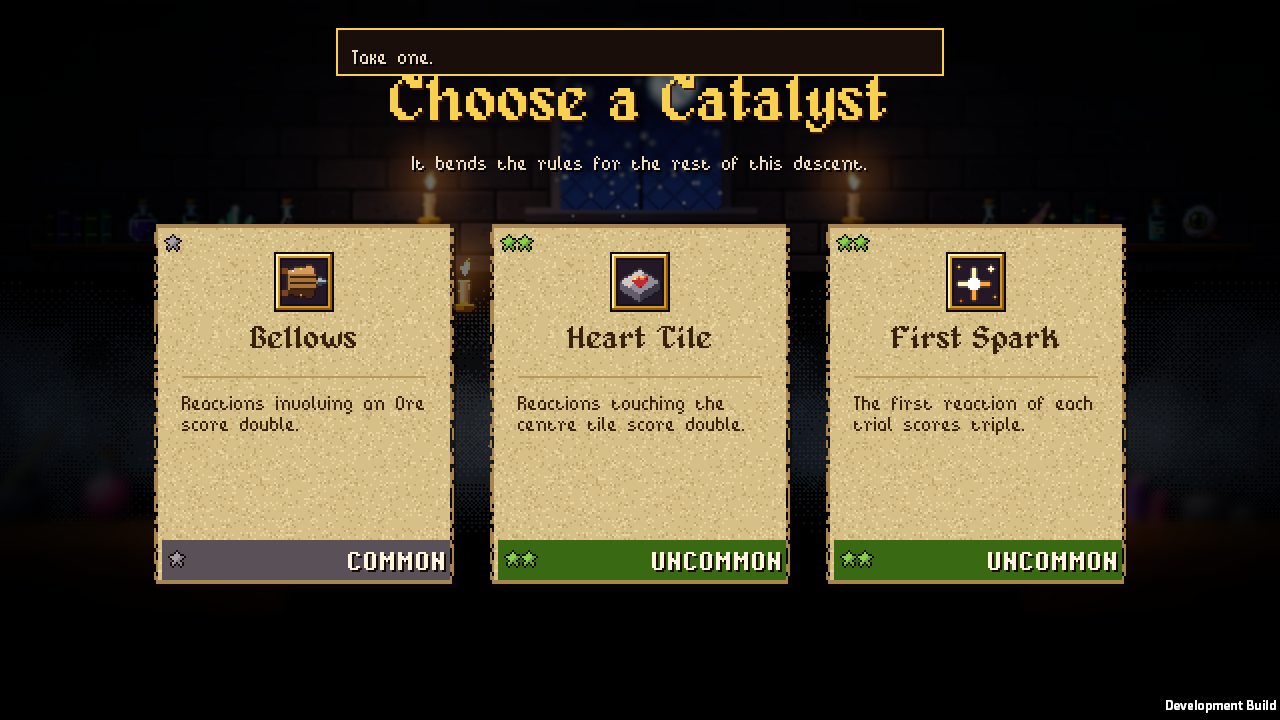 Take one.
Choose a Catalyst
It bends the rules for the rest of this descent.
Bellows
Reactions involving an Ore
score double.
COMMON
Heart Tile
Reactions touching the
centre tile score double.
UNCOMMON
First Spark
The first reaction of each
trial scores triple.
UNCOMMON
Development Build